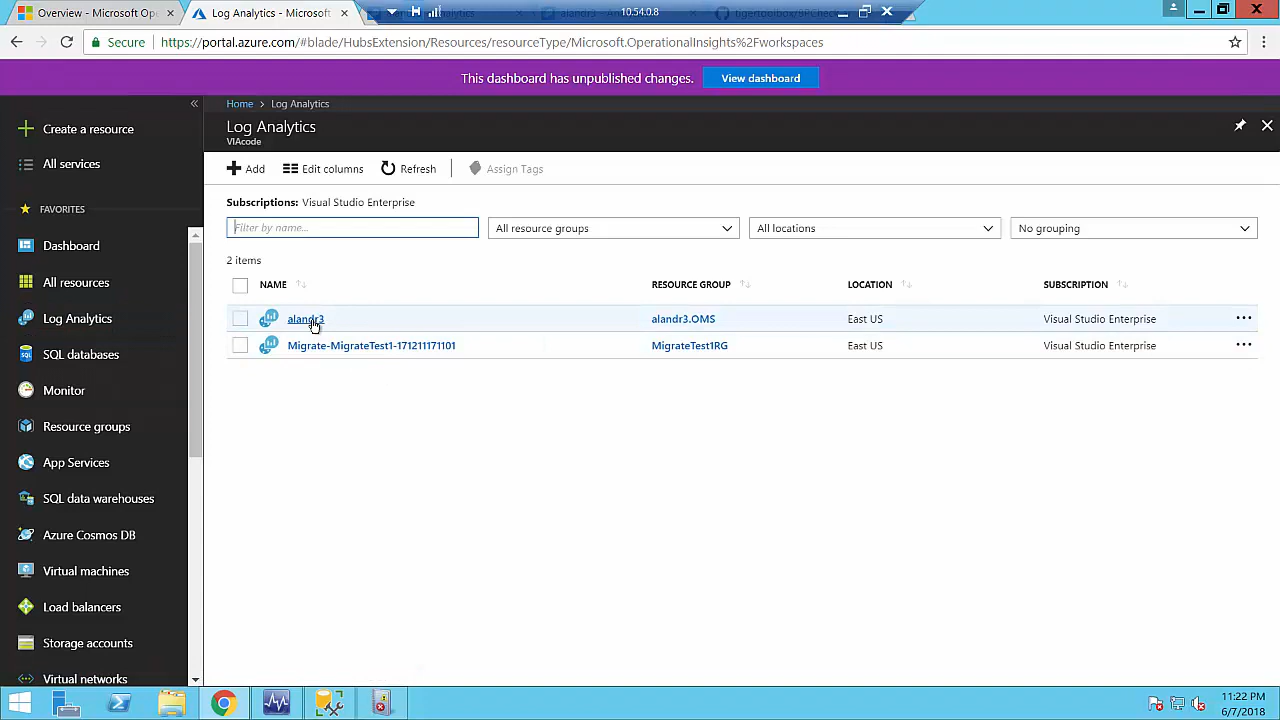 Overview - Microsoft Op
Log Analytics - Microsoft
10.54.0.8
Secure
https://portal.azure.com/#blade/HubsExtension/Resources/resourceType/Microsoft.OperationalInsights%2Fworkspaces
This dashboard has unpublished changes.
View dashboard
Create a resource
All services
FAVORITES
Dashboard
All resources
Log Analytics
SQL databases
Monitor
Resource groups
App Services
SQL data warehouses
Azure Cosmos DB
Virtual machines
Load balancers
Storage accounts
Virtual networks
Home > Log Analytics
Log Analytics
VIAcode
Add Edit columns Refresh Assign Tags
Subscriptions: Visual Studio Enterprise
Filter by name... All resource groups All locations No grouping
2 items
NAME RESOURCE GROUP LOCATION SUBSCRIPTION
alandr3 alandr3.OMS East US Visual Studio Enterprise
Migrate-MigrateTest1-171211171101 MigrateTest1RG East US Visual Studio Enterprise
11:22 PM
6/7/2018